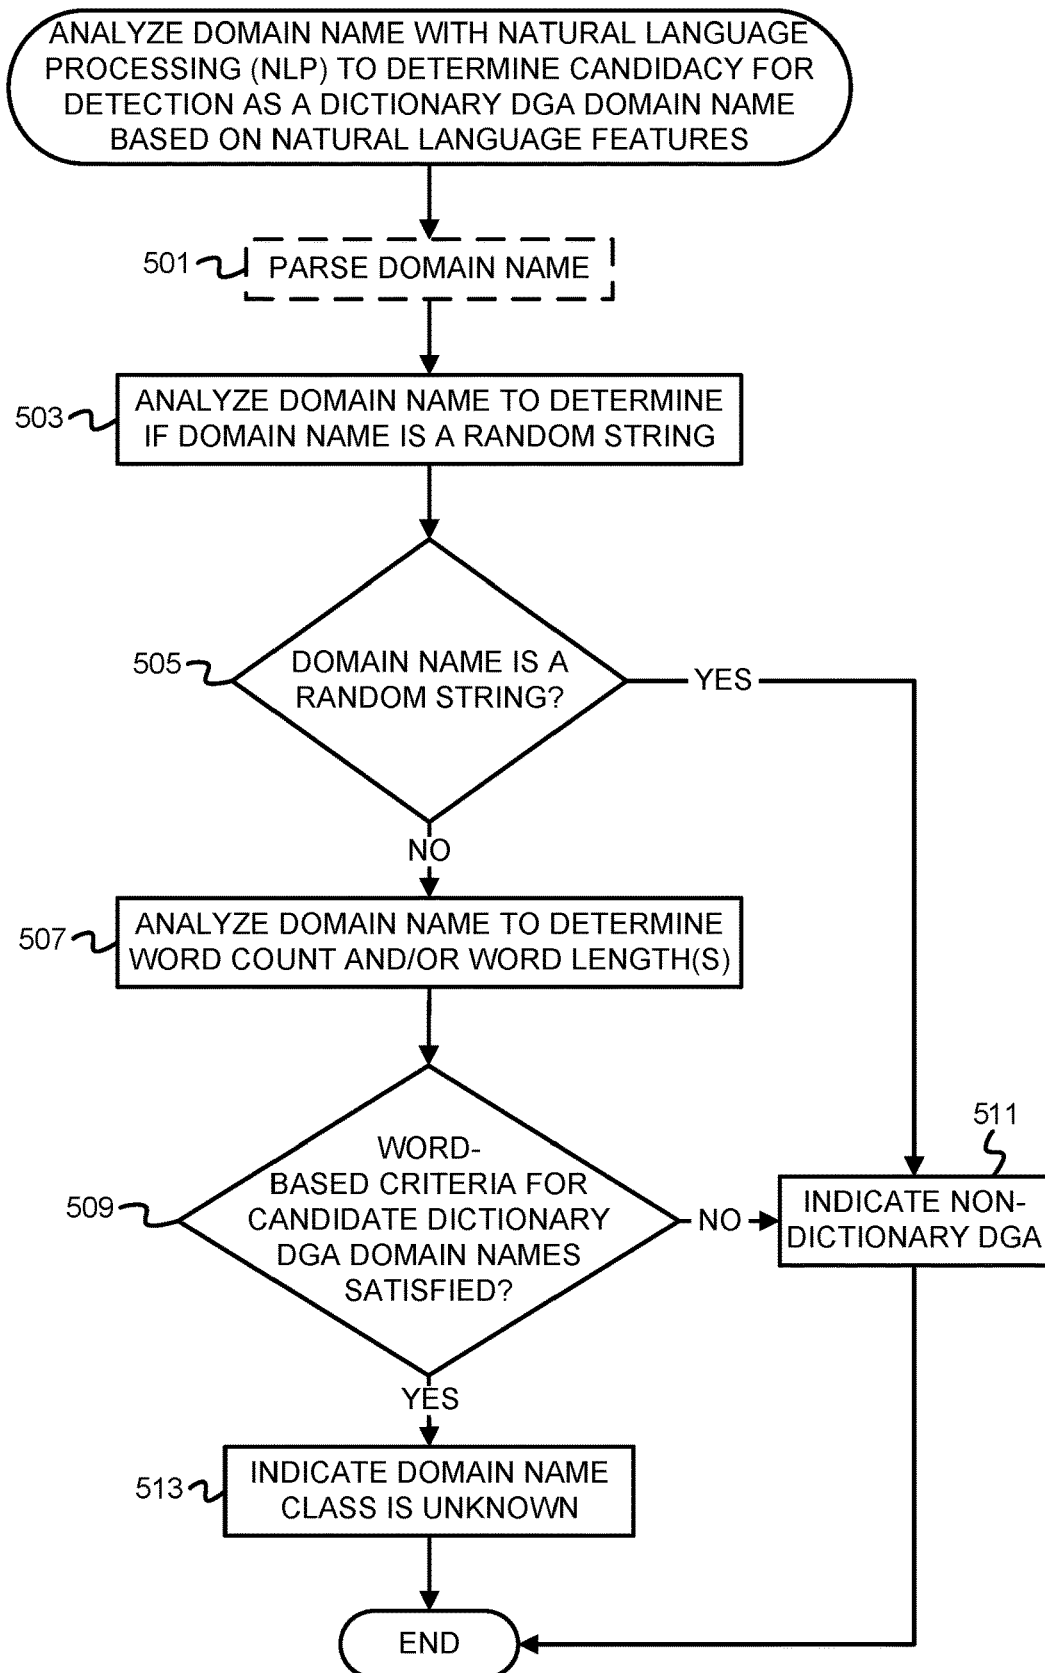 ANALYZE DOMAIN NAME WITH NATURAL LANGUAGE
PROCESSING (NLP) TO DETERMINE CANDIDACY FOR
DETECTION AS A DICTIONARY DGA DOMAIN NAME
BASED ON NATURAL LANGUAGE FEATURES
501
PARSE DOMAIN NAME
503
ANALYZE DOMAIN NAME TO DETERMINE
IF DOMAIN NAME IS A RANDOM STRING
505
DOMAIN NAME IS A
RANDOM STRING?
YES
NO
507
ANALYZE DOMAIN NAME TO DETERMINE
WORD COUNT AND/OR WORD LENGTH(S)
509
WORD-
BASED CRITERIA FOR
CANDIDATE DICTIONARY
DGA DOMAIN NAMES
SATISFIED?
NO
511
INDICATE NON-
DICTIONARY DGA
YES
513
INDICATE DOMAIN NAME
CLASS IS UNKNOWN
END